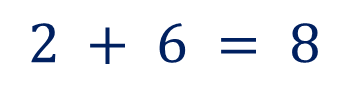 2 + 6 = 8